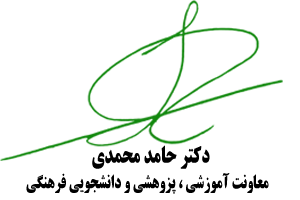 دکتر حامد محمدی
معاونت آموزشی ، پژوهشی و دانشجویی فرهنگی